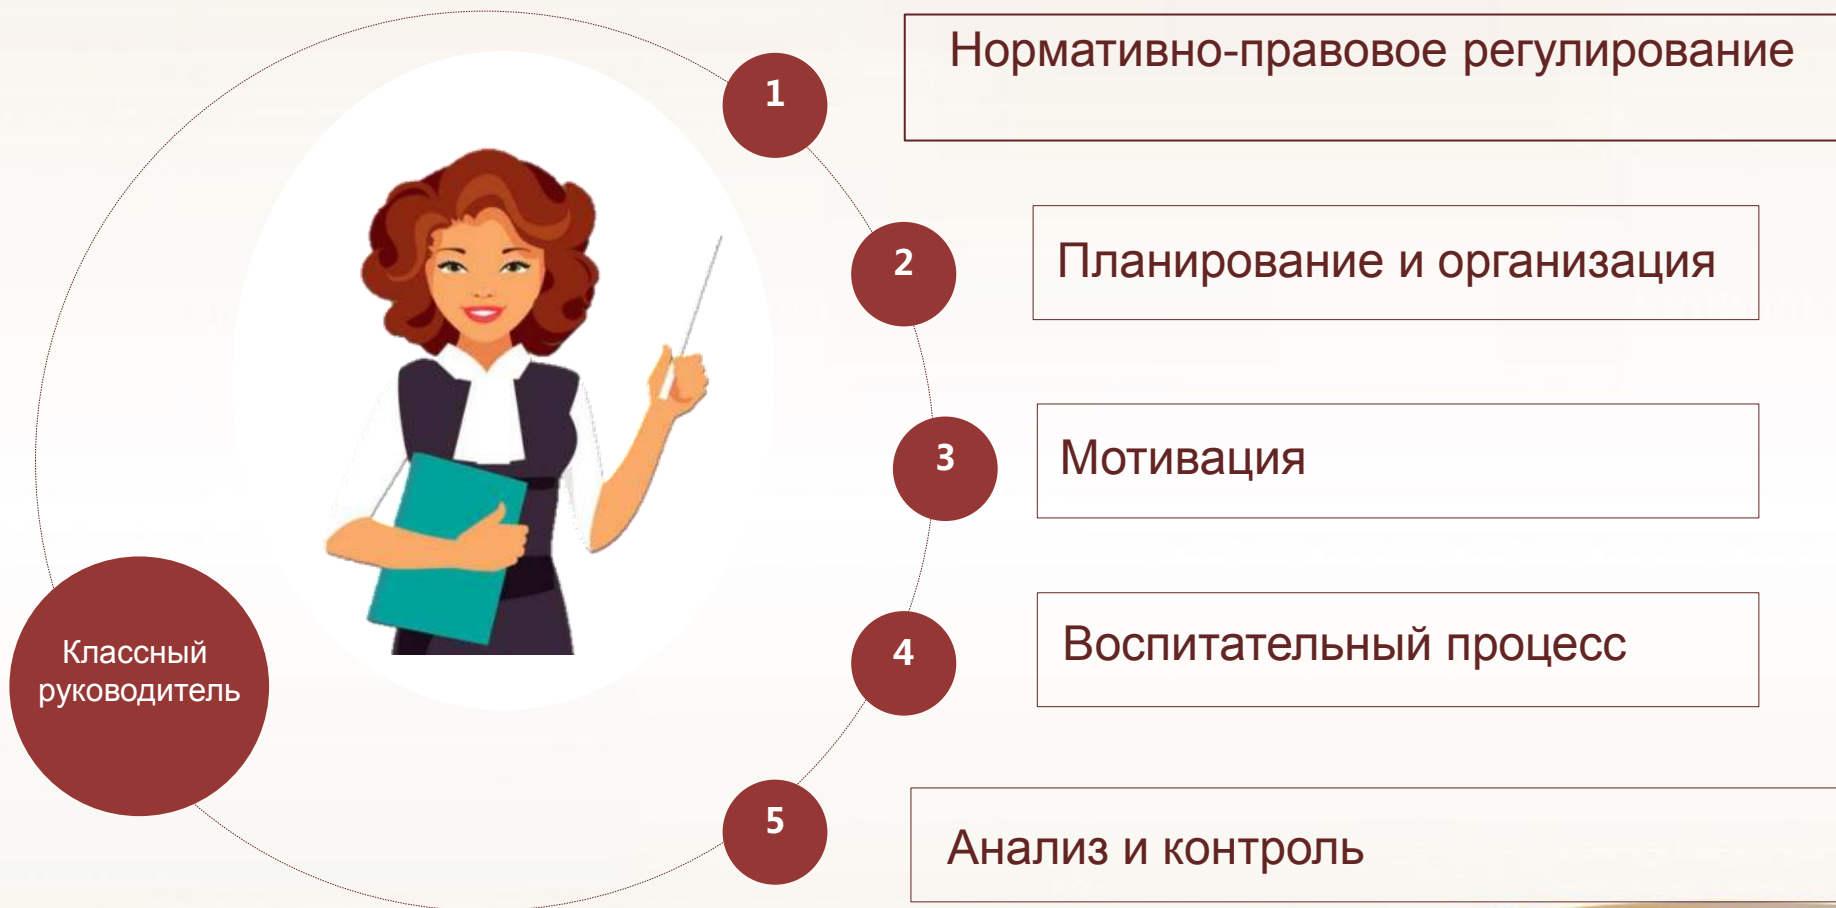 1
Нормативно-правовое регулирование
2
Планирование и организация
3
Мотивация
4
Воспитательный процесс
5
Анализ и контроль
Классный
руководитель